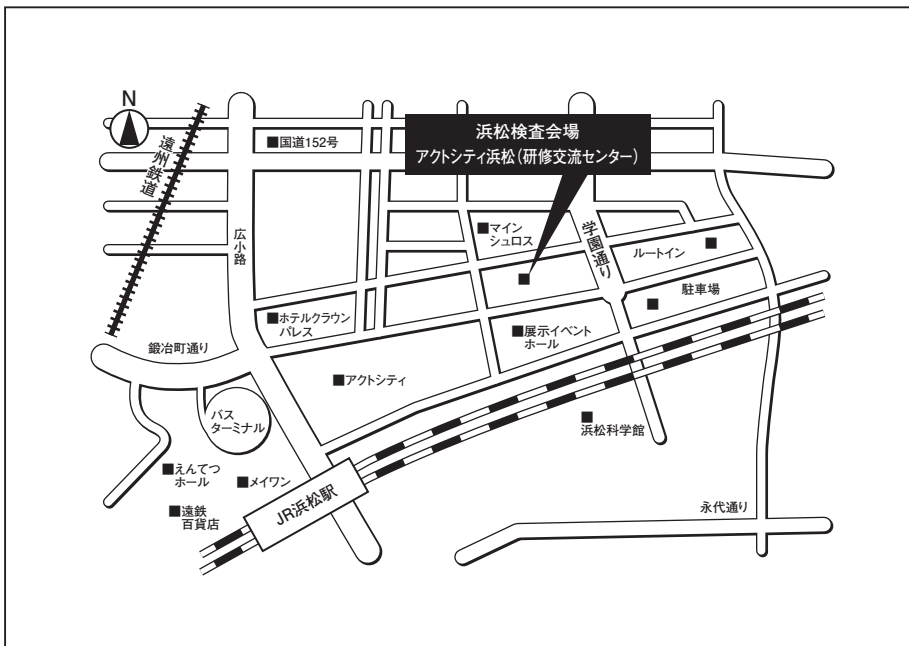 N
遠州鉄道
■国道152号
浜松検査会場
アクトシティ浜松(研修交流センター)
広小路
■マイン
シュロス
学園通り
ルートイン
駐車場
■ホテルクラウン
パレス
■展示イベント
ホール
鍛冶町通り
■アクトシティ
バス
ターミナル
浜松科学館
■えんてつ
ホール
■メイワン
JR浜松駅
■遠鉄
百貨店
永代通り